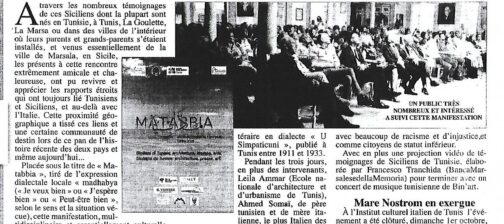 A travers les nombreux témoignages
de ces Siciliens dont la plupart sont
nés en Tunisie, à Tunis, La Goulette,
La Marsa ou dans des villes de l'intérieur
où leurs parents et grands-parents s'étaient
installés, et venus essentiellement de la
ville de Marsala, en Sicile,
les présents à cette rencontre
extrêmement amicale et cha-
leureuse, ont pu revivre et
apprécier les rapports étroits
qui ont toujours lié Tunisiens
et Siciliens, et au-delà avec
l'Italie. Cette proximité géo-
graphique a tissé ces liens et
une certaine communauté de
destin lors de ce pan de l'his-
toire récente des deux pays et
même aujourd'hui...
Placée sous le titre de « Ma-
tabbia », tiré de l'expression
dialectale locale « madhabya
(« Je veux bien » ou « J'espère
bien » ou « Peut-être bien »,
selon le sens et la situation
vécue), cette manifestion, mul-
MATABBIA
UN PUBLIC TRÈS
NOMBREUX ET INTÉRESSÉ
A SUIVI CETTE MANIFESTATION
téraire en dialecte « U
Simpaticuni », publié à
Tunis entre 1911 et 1933.
Pendant les trois jours,
en plus des intervenants,
Leila Ammar (Ecole
nationale d'architecture et
d'urbanisme de Tunis),
Ahmed Somaï, de père
tunisien et de mère ita-
lienne, le plus Italien des
avec beaucoup de racisme et d'injustice,et
comme citoyens de statut inférieur.
Avec en plus une projection vidéo de té-
moignages de Siciliens de Tunisie, élabo-
rée par Francesco Tranchida (BancaMar-
salesedellaMemoria) pour terminer avec un
concert de musique tunisienne de Bin'art.
Mare Nostrom en exergue
A l'Institut culturel italien de Tunis l'évé-
nement a été clôturé, dimanche 1er octobre,